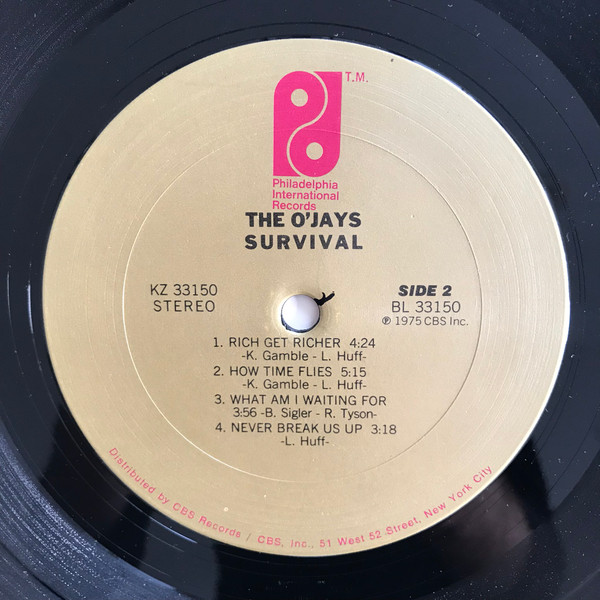 T.M.
Philadelphia
International
Records
THE O'JAYS
SURVIVAL
KZ 33150
STEREO
SIDE 2
BL 33150
℗ 1975 CBS Inc.
1. RICH GET RICHER 4:24
-K. Gamble - L. Huff-
2. HOW TIME FLIES 5:15
-K. Gamble - L. Huff-
3. WHAT AM I WAITING FOR
3:56 -B. Sigler - R. Tyson-
4. NEVER BREAK US UP 3:18
-L. Huff-
Distributed by CBS Records / CBS, Inc., 51 West 52 Street, New York City